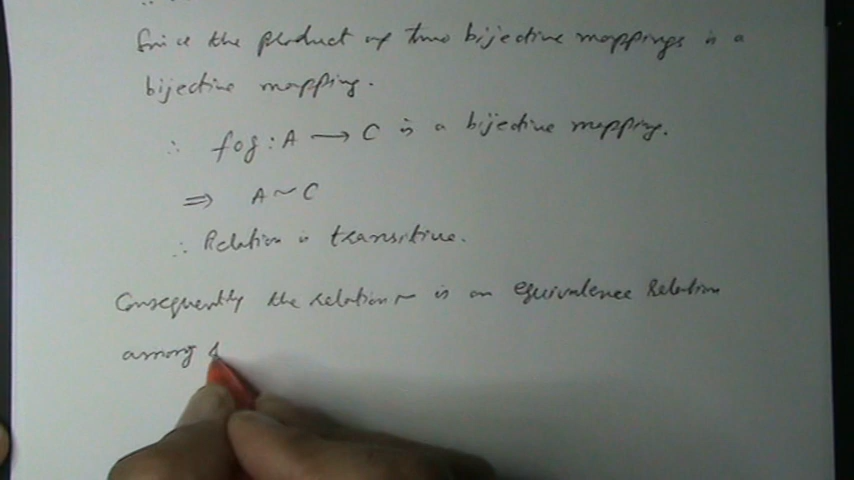 Since the product of two bijective mappings is a
bijective mapping.
∴ fog : A ⟶ C is a bijective mapping.
⇒ A ~ C
∴ Relation is transitive.
Consequently the relation ~ is an equivalence relation
among